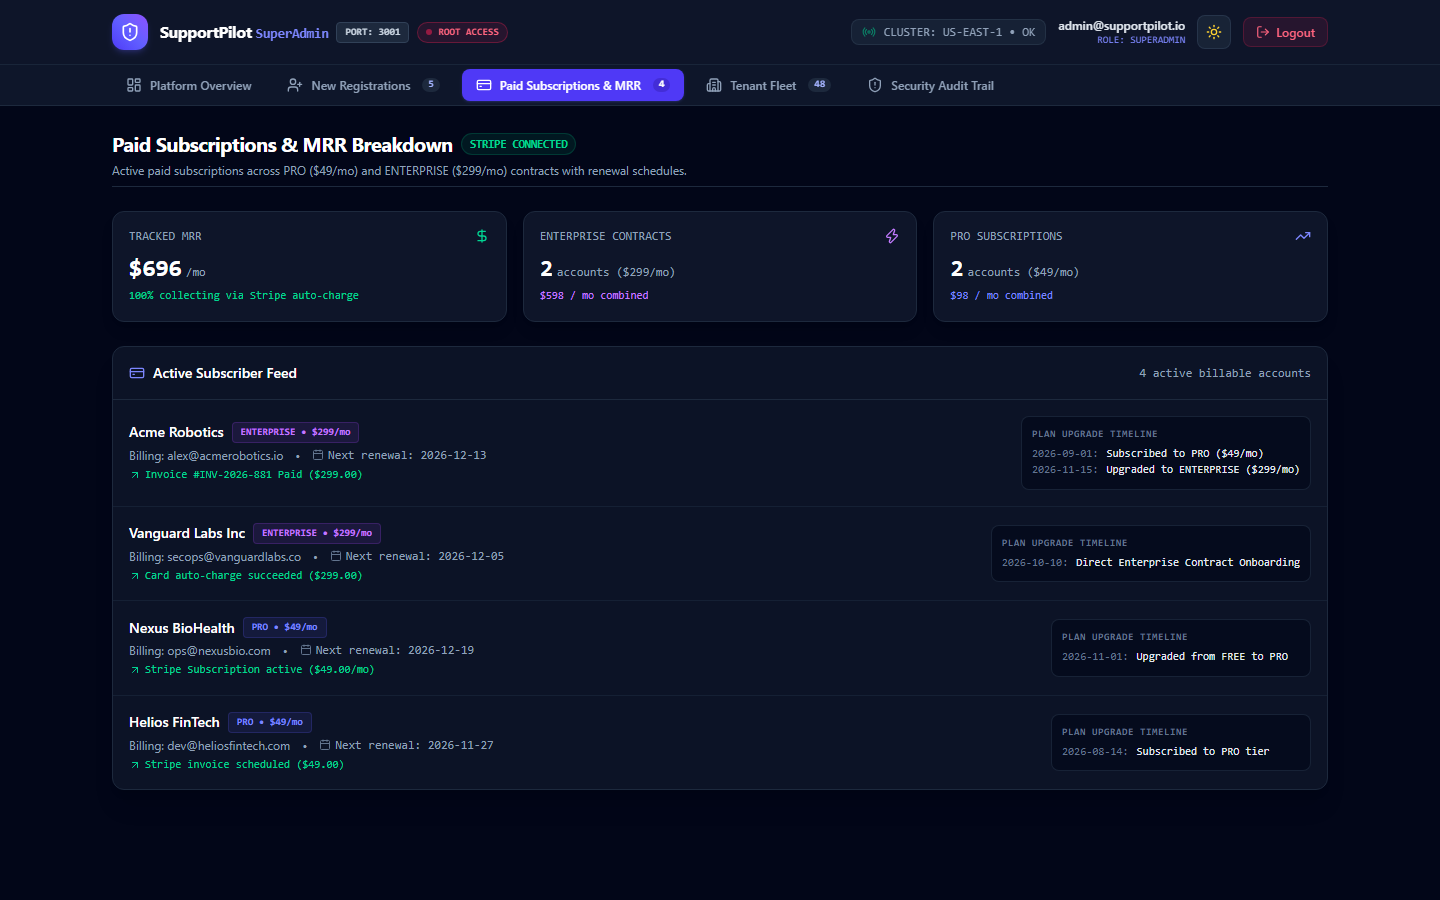 SupportPilot SuperAdmin PORT: 3001 ROOT ACCESS
CLUSTER: US-EAST-1 • OK
admin@supportpilot.io
ROLE: SUPERADMIN
Logout
Platform Overview
New Registrations 5
Paid Subscriptions & MRR 4
Tenant Fleet 48
Security Audit Trail
Paid Subscriptions & MRR Breakdown STRIPE CONNECTED
Active paid subscriptions across PRO ($49/mo) and ENTERPRISE ($299/mo) contracts with renewal schedules.
TRACKED MRR
$696 /mo
100% collecting via Stripe auto-charge
ENTERPRISE CONTRACTS
2 accounts ($299/mo)
$598 / mo combined
PRO SUBSCRIPTIONS
2 accounts ($49/mo)
$98 / mo combined
Active Subscriber Feed
4 active billable accounts
Acme Robotics ENTERPRISE • $299/mo
Billing: alex@acmerobotics.io • Next renewal: 2026-12-13
Invoice #INV-2026-881 Paid ($299.00)
PLAN UPGRADE TIMELINE
2026-09-01: Subscribed to PRO ($49/mo)
2026-11-15: Upgraded to ENTERPRISE ($299/mo)
Vanguard Labs Inc ENTERPRISE • $299/mo
Billing: secops@vanguardlabs.co • Next renewal: 2026-12-05
Card auto-charge succeeded ($299.00)
PLAN UPGRADE TIMELINE
2026-10-10: Direct Enterprise Contract Onboarding
Nexus BioHealth PRO • $49/mo
Billing: ops@nexusbio.com • Next renewal: 2026-12-19
Stripe Subscription active ($49.00/mo)
PLAN UPGRADE TIMELINE
2026-11-01: Upgraded from FREE to PRO
Helios FinTech PRO • $49/mo
Billing: dev@heliosfintech.com • Next renewal: 2026-11-27
Stripe invoice scheduled ($49.00)
PLAN UPGRADE TIMELINE
2026-08-14: Subscribed to PRO tier